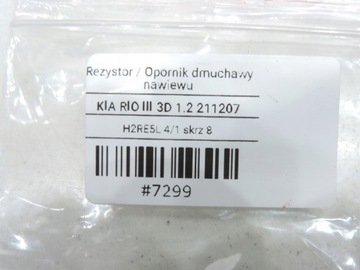 Rezystor / Opornik dmuchawy
nawiewu
KIA RIO III 3D 1.2 211207
H2RE5L 4/1 skrz 8
#7299